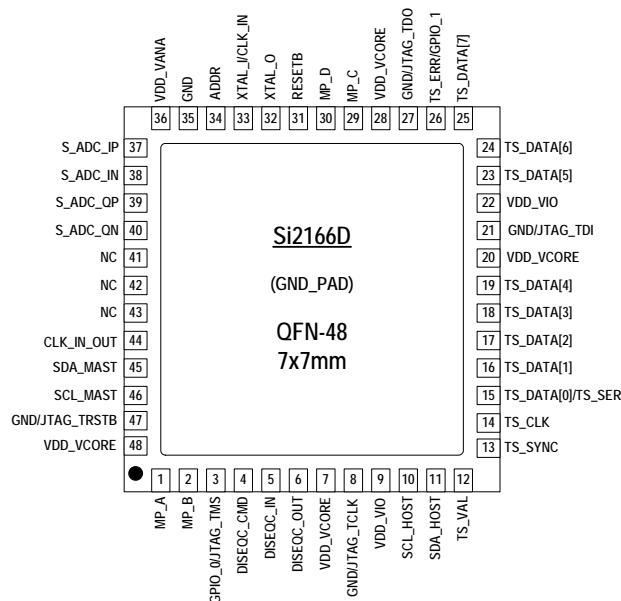 VDD_VANA
GND
ADDR
XTAL_I/CLK_IN
XTAL_O
RESETB
MP_D
MP_C
VDD_VCORE
GND/JTAG_TDO
TS_ERR/GPIO_1
TS_DATA[7]
36 35 34 33 32 31 30 29 28 27 26 25
S_ADC_IP 37
S_ADC_IN 38
S_ADC_QP 39
S_ADC_QN 40
NC 41
NC 42
NC 43
CLK_IN_OUT 44
SDA_MAST 45
SCL_MAST 46
GND/JTAG_TRSTB 47
VDD_VCORE 48
Si2166D
(GND_PAD)
QFN-48
7x7mm
24 TS_DATA[6]
23 TS_DATA[5]
22 VDD_VIO
21 GND/JTAG_TDI
20 VDD_VCORE
19 TS_DATA[4]
18 TS_DATA[3]
17 TS_DATA[2]
16 TS_DATA[1]
15 TS_DATA[0]/TS_SER
14 TS_CLK
13 TS_SYNC
1 2 3 4 5 6 7 8 9 10 11 12
MP_A
MP_B
GPIO_0/JTAG_TMS
DISEQC_CMD
DISEQC_IN
DISEQC_OUT
VDD_VCORE
GND/JTAG_TCLK
VDD_VIO
SCL_HOST
SDA_HOST
TS_VAL